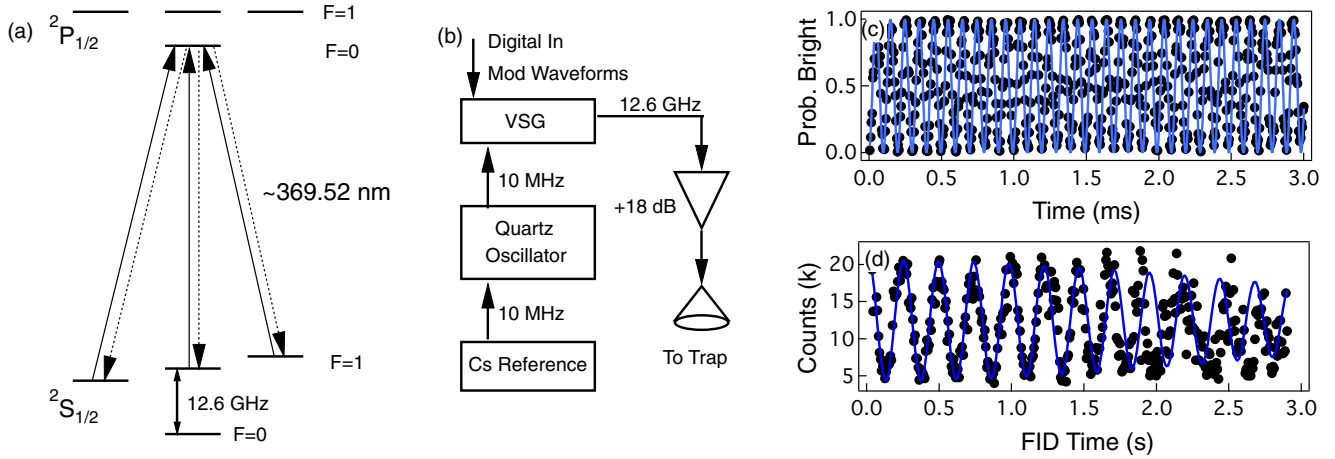 (a)
²P₁/₂
F=1
F=0
~369.52 nm
F=1
²S₁/₂
12.6 GHz
F=0
(b)
Digital In
Mod Waveforms
VSG
12.6 GHz
10 MHz
+18 dB
Quartz
Oscillator
10 MHz
Cs Reference
To Trap
(c)
Prob. Bright
1.0
0.5
0.0
0.0
0.5
1.0
1.5
2.0
2.5
3.0
Time (ms)
(d)
Counts (k)
20
15
10
5
0.0
0.5
1.0
1.5
2.0
2.5
3.0
FID Time (s)